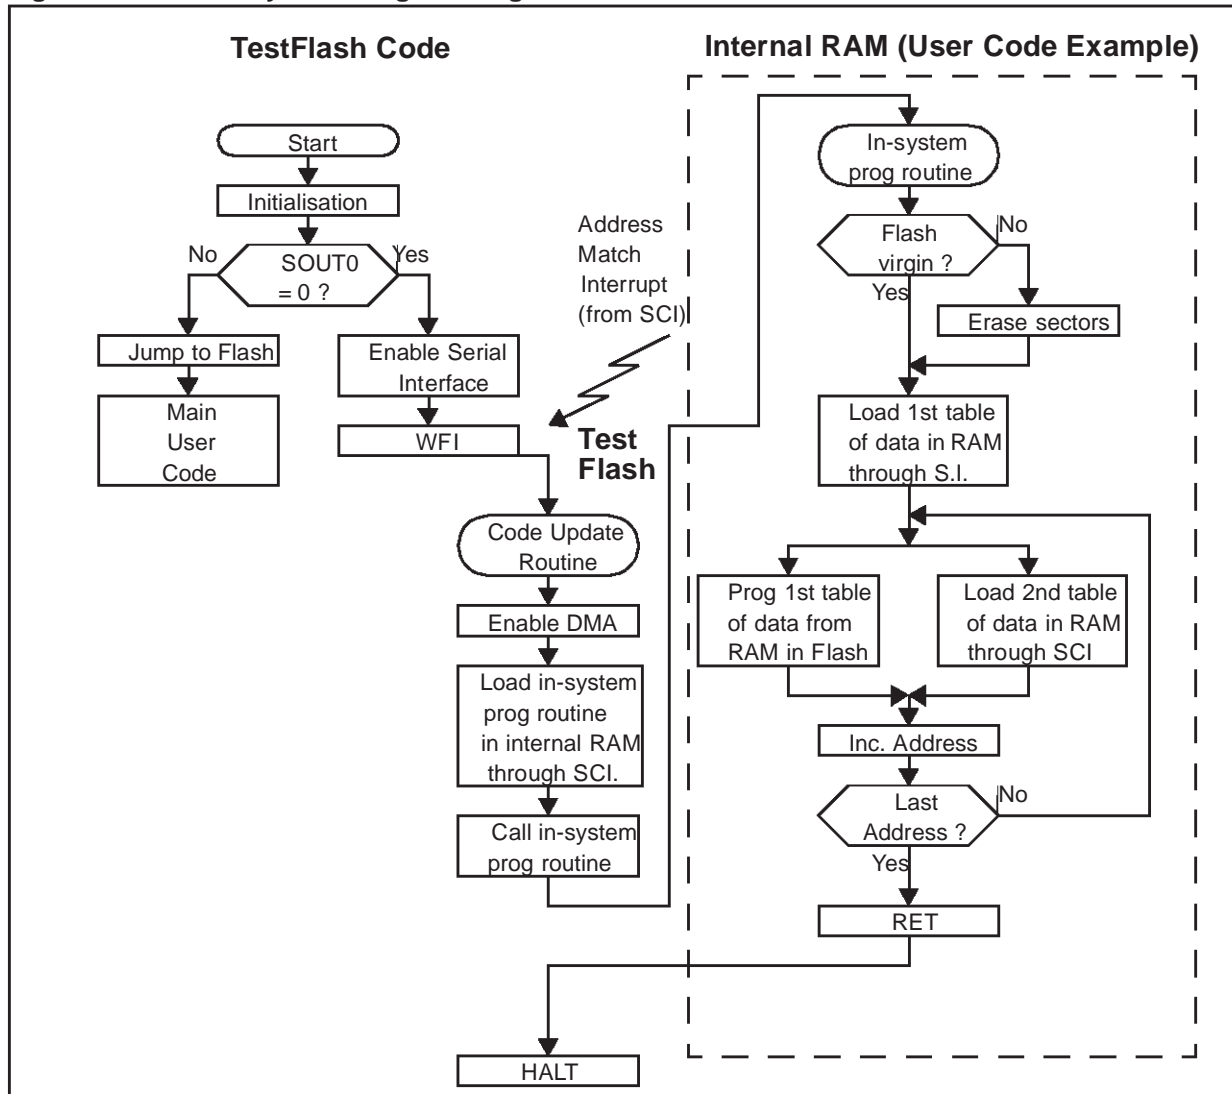 TestFlash Code
Internal RAM (User Code Example)
Start
Initialisation
No
SOUT0
= 0 ?
Yes
Jump to Flash
Main
User
Code
Enable Serial
Interface
WFI
Address
Match
Interrupt
(from SCI)
Test
Flash
Code Update
Routine
Enable DMA
Load in-system
prog routine
in internal RAM
through SCI.
Call in-system
prog routine
In-system
prog routine
Flash
virgin ?
No
Yes
Erase sectors
Load 1st table
of data in RAM
through S.I.
Prog 1st table
of data from
RAM in Flash
Load 2nd table
of data in RAM
through SCI
Inc. Address
Last
Address ?
No
Yes
RET
HALT